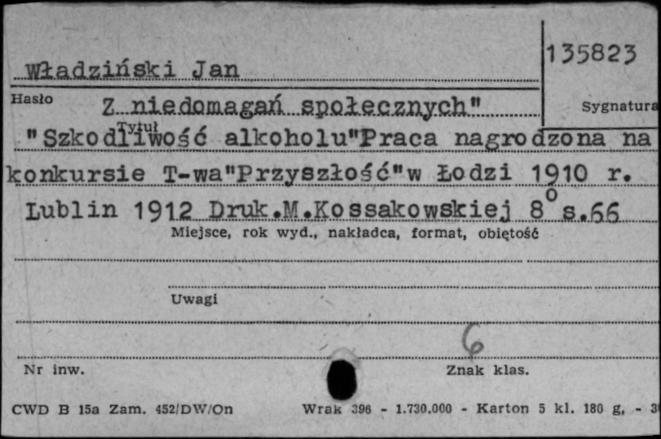 135823
Władziński Jan
Hasło
Sygnatura
Z niedomagań społecznych"
Tytuł
"Szkodliwość alkoholu"Praca nagrodzona na
konkursie T-wa"Przyszłość"w Łodzi 1910 r.
Lublin 1912 Druk.M.Kossakowskiej 8° s.66
Miejsce, rok wyd., nakładca, format, objętość
Uwagi
6
Nr inw.
Znak klas.
CWD B 15a Zam. 452/DW/On Wrak 396 - 1.730.000 - Karton 5 kl. 180 g, -